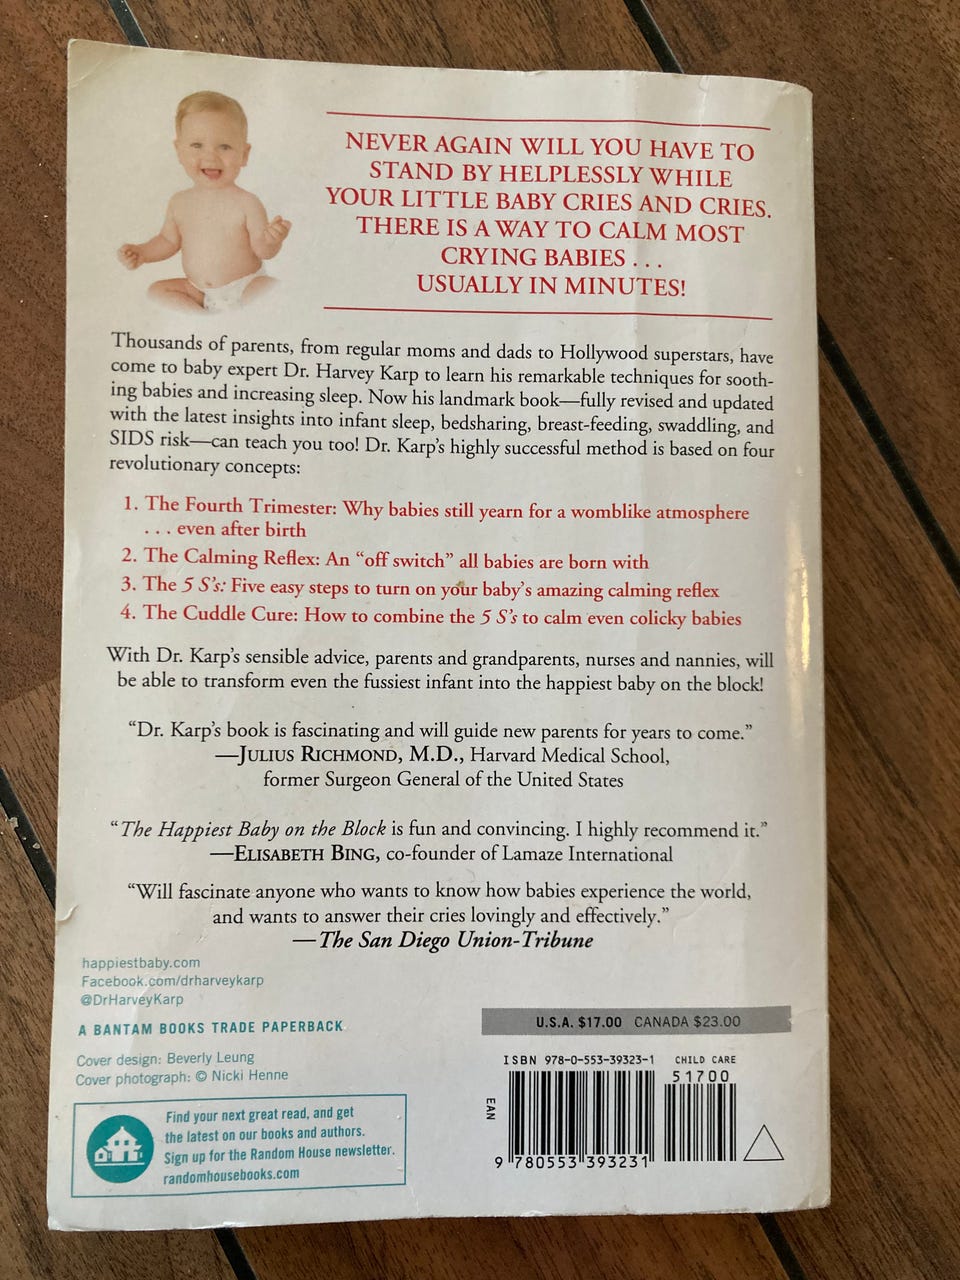 NEVER AGAIN WILL YOU HAVE TO
STAND BY HELPLESSLY WHILE
YOUR LITTLE BABY CRIES AND CRIES.
THERE IS A WAY TO CALM MOST
CRYING BABIES . . .
USUALLY IN MINUTES!
Thousands of parents, from regular moms and dads to Hollywood superstars, have
come to baby expert Dr. Harvey Karp to learn his remarkable techniques for sooth-
ing babies and increasing sleep. Now his landmark book—fully revised and updated
with the latest insights into infant sleep, bedsharing, breast-feeding, swaddling, and
SIDS risk—can teach you too! Dr. Karp's highly successful method is based on four
revolutionary concepts:
1. The Fourth Trimester: Why babies still yearn for a womblike atmosphere
. . . even after birth
2. The Calming Reflex: An “off switch” all babies are born with
3. The 5 S's: Five easy steps to turn on your baby's amazing calming reflex
4. The Cuddle Cure: How to combine the 5 S's to calm even colicky babies
With Dr. Karp's sensible advice, parents and grandparents, nurses and nannies, will
be able to transform even the fussiest infant into the happiest baby on the block!
“Dr. Karp's book is fascinating and will guide new parents for years to come.”
—JULIUS RICHMOND, M.D., Harvard Medical School,
former Surgeon General of the United States
“The Happiest Baby on the Block is fun and convincing. I highly recommend it.”
—ELISABETH BING, co-founder of Lamaze International
“Will fascinate anyone who wants to know how babies experience the world,
and wants to answer their cries lovingly and effectively.”
—The San Diego Union-Tribune
happiestbaby.com
Facebook.com/drharveykarp
@DrHarveyKarp
A BANTAM BOOKS TRADE PAPERBACK
Cover design: Beverly Leung
Cover photograph: © Nicki Henne
Find your next great read, and get
the latest on our books and authors.
Sign up for the Random House newsletter.
randomhousebooks.com
U.S.A. $17.00 CANADA $23.00
ISBN 978-0-553-39323-1 CHILD CARE
51700
EAN
9 780553 393231